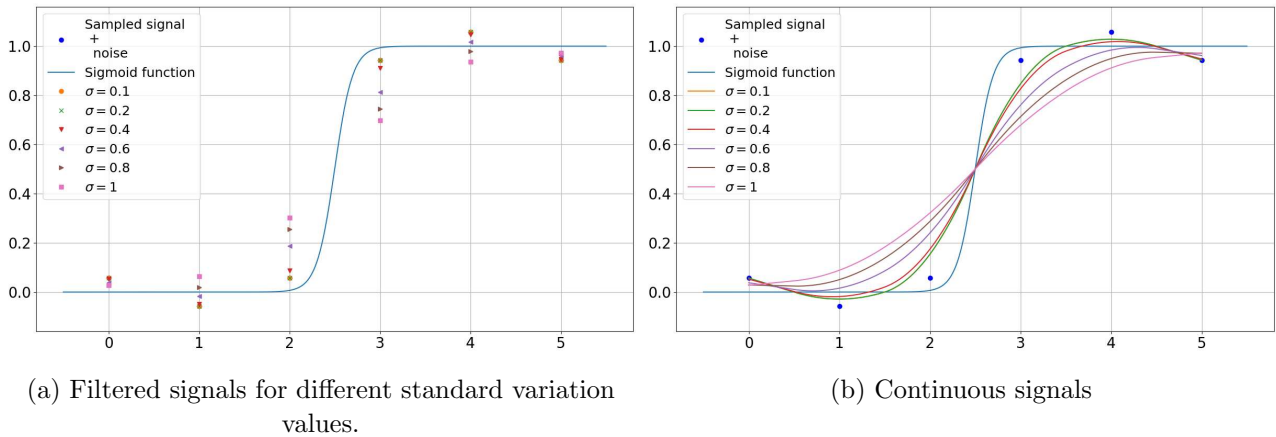 Sampled signal
+
noise
Sigmoid function
σ = 0.1
σ = 0.2
σ = 0.4
σ = 0.6
σ = 0.8
σ = 1
1.0
0.8
0.6
0.4
0.2
0.0
0 1 2 3 4 5
(a) Filtered signals for different standard variation
values.
Sampled signal
+
noise
Sigmoid function
σ = 0.1
σ = 0.2
σ = 0.4
σ = 0.6
σ = 0.8
σ = 1
1.0
0.8
0.6
0.4
0.2
0.0
0 1 2 3 4 5
(b) Continuous signals